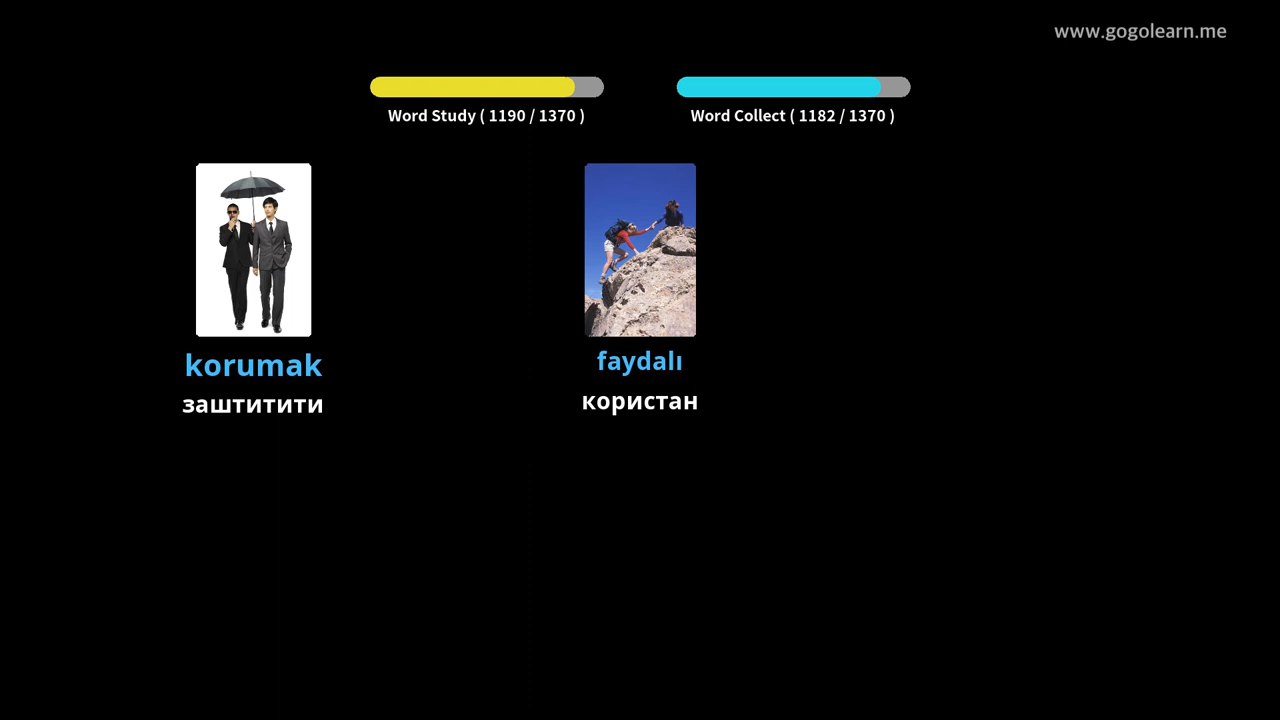 www.gogolearn.me
Word Study ( 1190 / 1370 )
Word Collect ( 1182 / 1370 )
korumak
заштитити
faydalı
користан